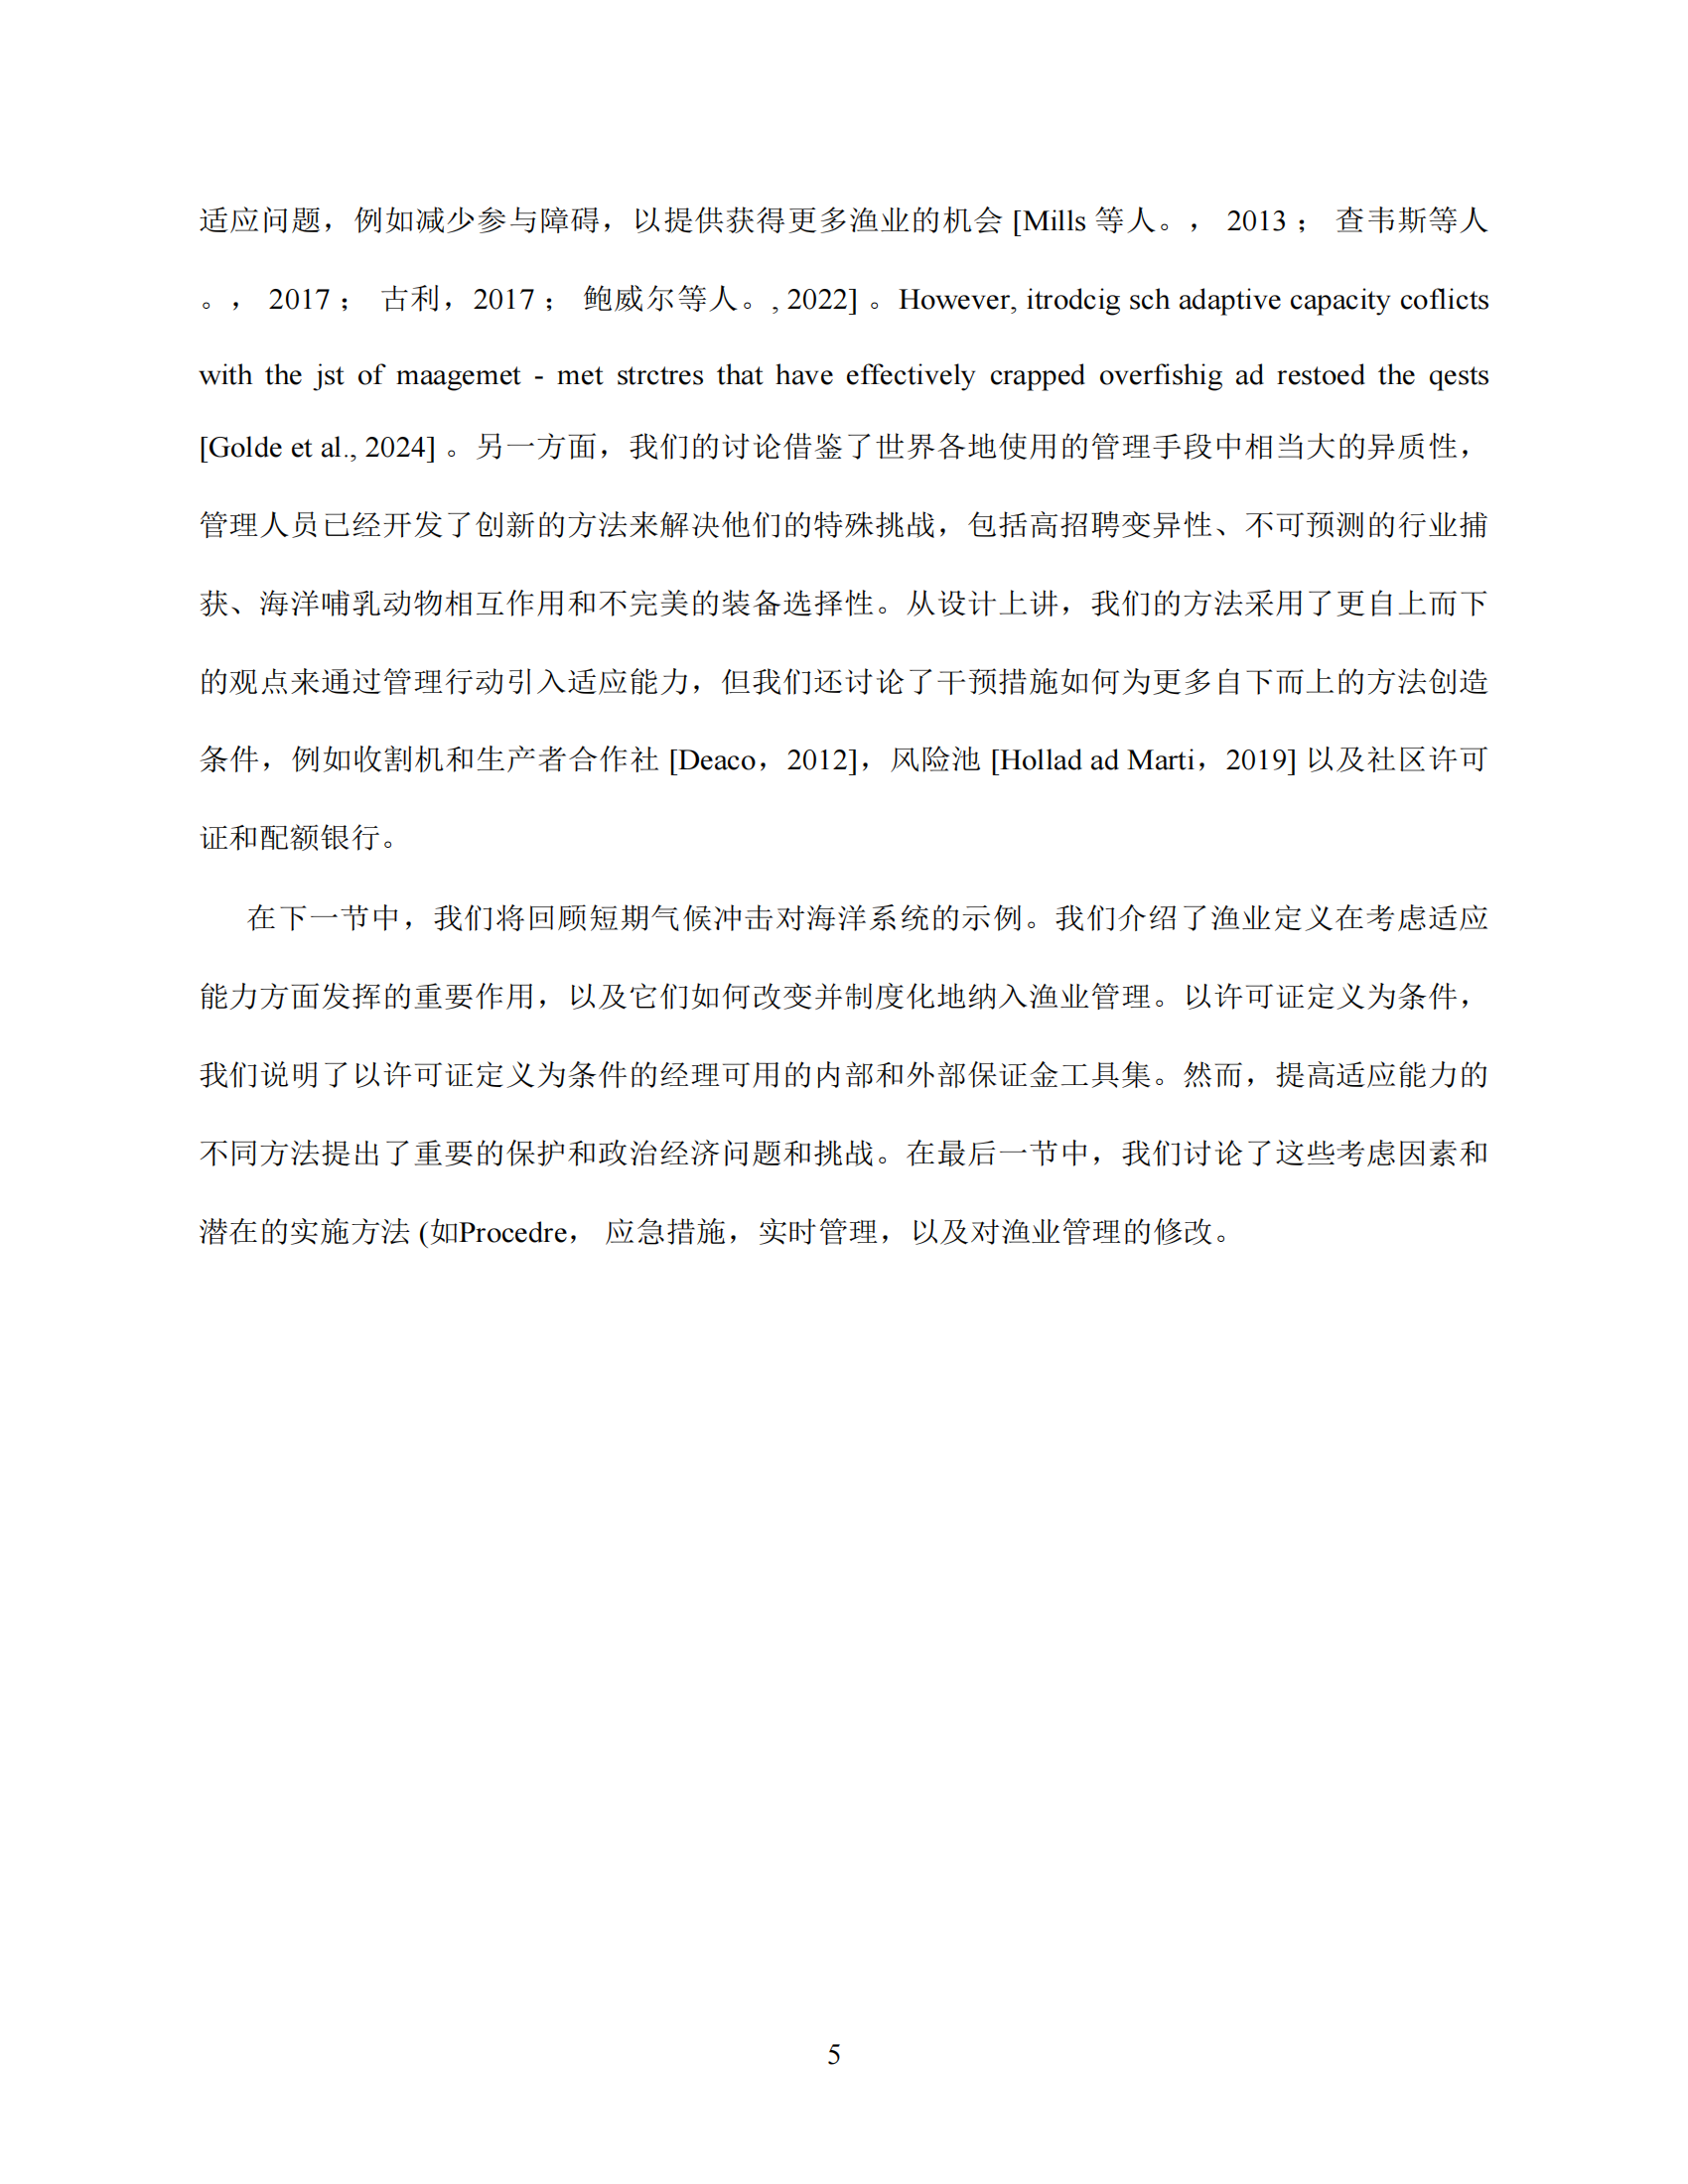 适应问题，例如减少参与障碍，以提供获得更多渔业的机会 [Mills 等人。， 2013 ； 查韦斯等人
。， 2017 ； 古利，2017 ； 鲍威尔等人。, 2022] 。However, itrodcig sch adaptive capacity coflicts
with the jst of maagemet - met strctres that have effectively crapped overfishig ad restoed the qests
[Golde et al., 2024] 。另一方面，我们的讨论借鉴了世界各地使用的管理手段中相当大的异质性，
管理人员已经开发了创新的方法来解决他们的特殊挑战，包括高招聘变异性、不可预测的行业捕
获、海洋哺乳动物相互作用和不完美的装备选择性。从设计上讲，我们的方法采用了更自上而下
的观点来通过管理行动引入适应能力，但我们还讨论了干预措施如何为更多自下而上的方法创造
条件，例如收割机和生产者合作社 [Deaco，2012]，风险池 [Hollad ad Marti，2019] 以及社区许可
证和配额银行。
在下一节中，我们将回顾短期气候冲击对海洋系统的示例。我们介绍了渔业定义在考虑适应
能力方面发挥的重要作用，以及它们如何改变并制度化地纳入渔业管理。以许可证定义为条件，
我们说明了以许可证定义为条件的经理可用的内部和外部保证金工具集。然而，提高适应能力的
不同方法提出了重要的保护和政治经济问题和挑战。在最后一节中，我们讨论了这些考虑因素和
潜在的实施方法 (如Procedre， 应急措施，实时管理，以及对渔业管理的修改。
5